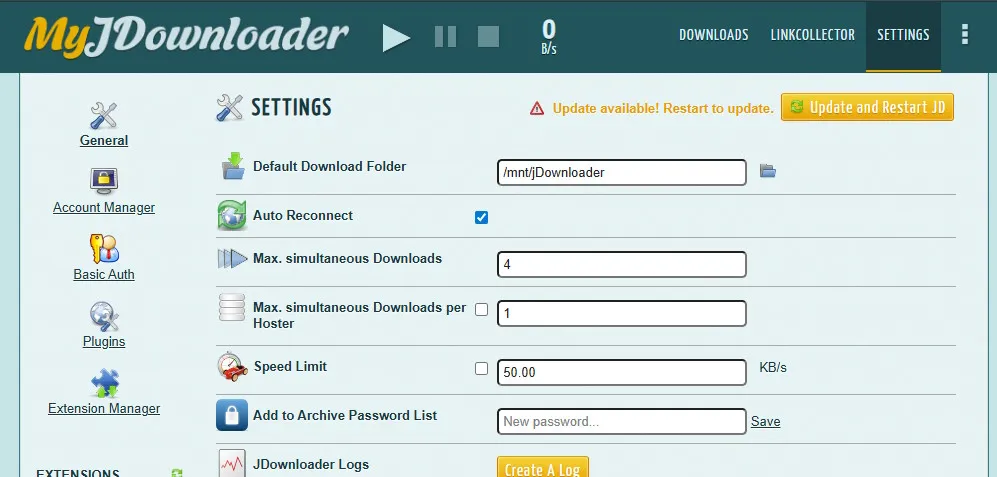 MyJDownloader
0
B/s
DOWNLOADS
LINKCOLLECTOR
SETTINGS
General
Account Manager
Basic Auth
Plugins
Extension Manager
EXTENSIONS
SETTINGS
Update available! Restart to update.
Update and Restart JD
Default Download Folder
/mnt/jDownloader
Auto Reconnect
Max. simultaneous Downloads
4
Max. simultaneous Downloads per
Hoster
1
Speed Limit
50.00
KB/s
Add to Archive Password List
New password...
Save
JDownloader Logs
Create A Log